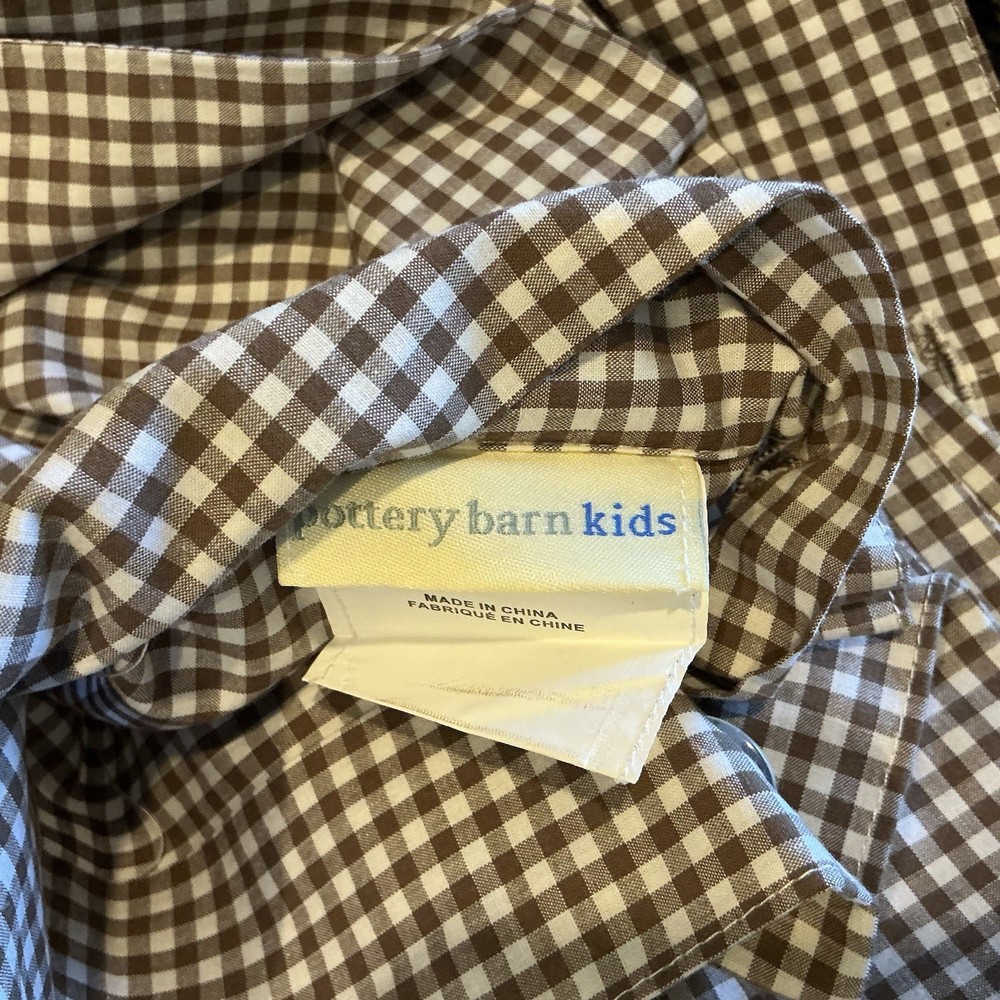 pottery barn kids
MADE IN CHINA
FABRIQUÉ EN CHINE